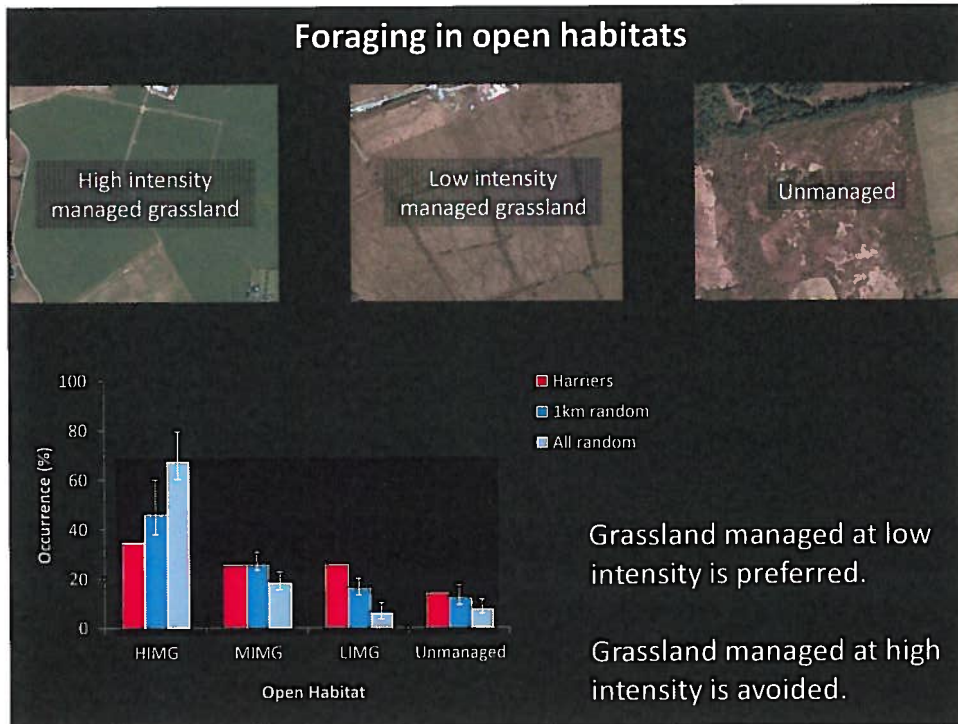 Foraging in open habitats
High intensity
managed grassland
Low intensity
managed grassland
Unmanaged
100
80
60
40
20
0
Occurrence (%)
HIMG
MIMG
LIMG
Unmanaged
Open Habitat
Harriers
1km random
All random
Grassland managed at low
intensity is preferred.
Grassland managed at high
intensity is avoided.